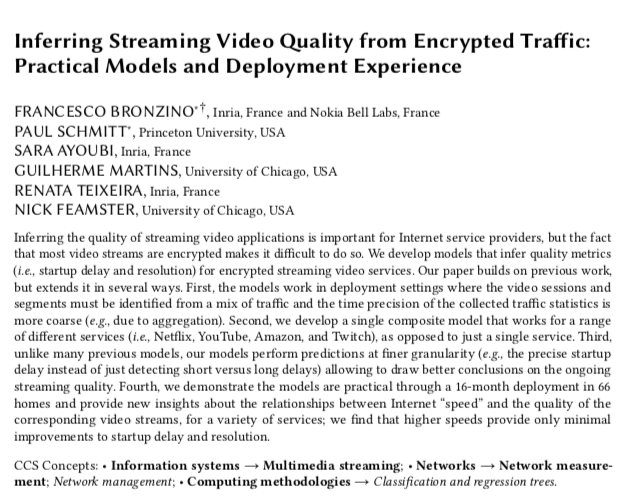 Inferring Streaming Video Quality from Encrypted Traffic:
Practical Models and Deployment Experience
FRANCESCO BRONZINO*†, Inria, France and Nokia Bell Labs, France
PAUL SCHMITT*, Princeton University, USA
SARA AYOUBI, Inria, France
GUILHERME MARTINS, University of Chicago, USA
RENATA TEIXEIRA, Inria, France
NICK FEAMSTER, University of Chicago, USA
Inferring the quality of streaming video applications is important for Internet service providers, but the fact
that most video streams are encrypted makes it difficult to do so. We develop models that infer quality metrics
(i.e., startup delay and resolution) for encrypted streaming video services. Our paper builds on previous work,
but extends it in several ways. First, the models work in deployment settings where the video sessions and
segments must be identified from a mix of traffic and the time precision of the collected traffic statistics is
more coarse (e.g., due to aggregation). Second, we develop a single composite model that works for a range
of different services (i.e., Netflix, YouTube, Amazon, and Twitch), as opposed to just a single service. Third,
unlike many previous models, our models perform predictions at finer granularity (e.g., the precise startup
delay instead of just detecting short versus long delays) allowing to draw better conclusions on the ongoing
streaming quality. Fourth, we demonstrate the models are practical through a 16-month deployment in 66
homes and provide new insights about the relationships between Internet “speed” and the quality of the
corresponding video streams, for a variety of services; we find that higher speeds provide only minimal
improvements to startup delay and resolution.
CCS Concepts: • Information systems → Multimedia streaming; • Networks → Network measure-
ment; Network management; • Computing methodologies → Classification and regression trees.